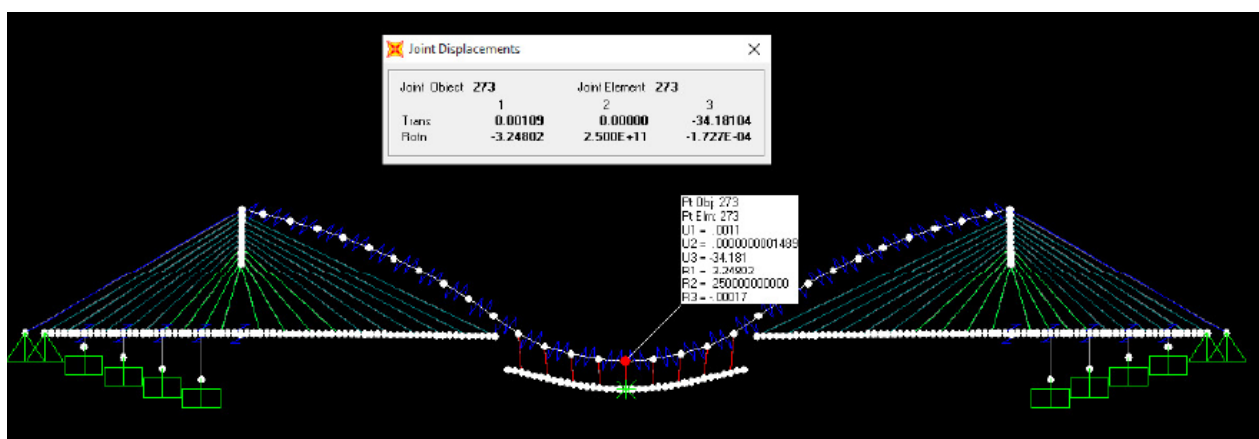 Joint Displacements
Joint Object 273 Joint Element 273
1 2 3
Trans 0.00109 0.00000 -34.18104
Rotn -3.24802 2.500E+11 -1.727E-04
Pt Obj: 273
Pt Elm: 273
U1 = .0011
U2 = .0000000001489
U3 = -34.181
R1 = -3.24802
R2 = 250000000000
R3 = -.00017